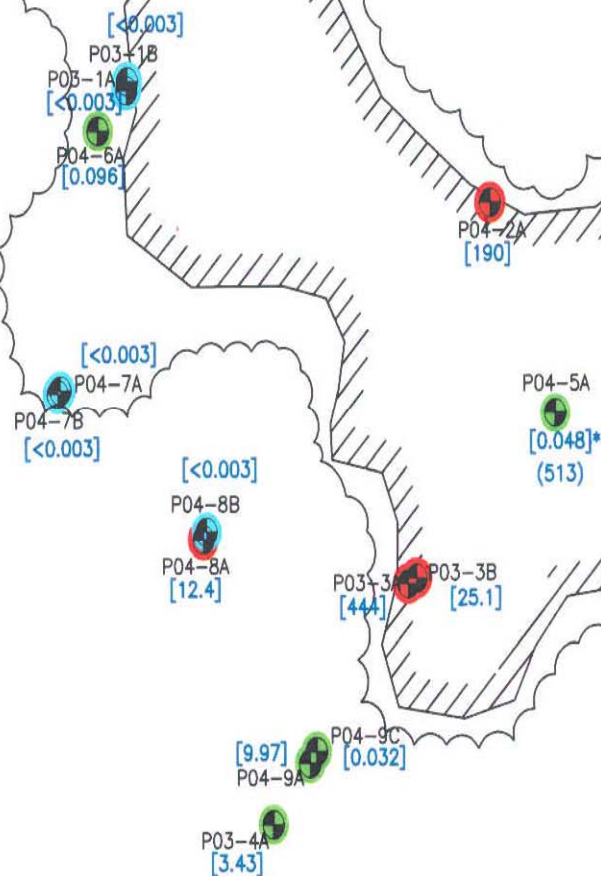 [<0.003]
P03-1B
P03-1A
[<0.003]
P04-6A
[0.096]
P04-2A
[190]
[<0.003]
P04-7A
P04-7B
[<0.003]
P04-5A
[0.048]*
(513)
[<0.003]
P04-8B
P04-8A
[12.4]
P03-3A
[444]
P03-3B
[25.1]
P04-9C
[9.97]
[0.032]
P04-9A
P03-4A
[3.43]